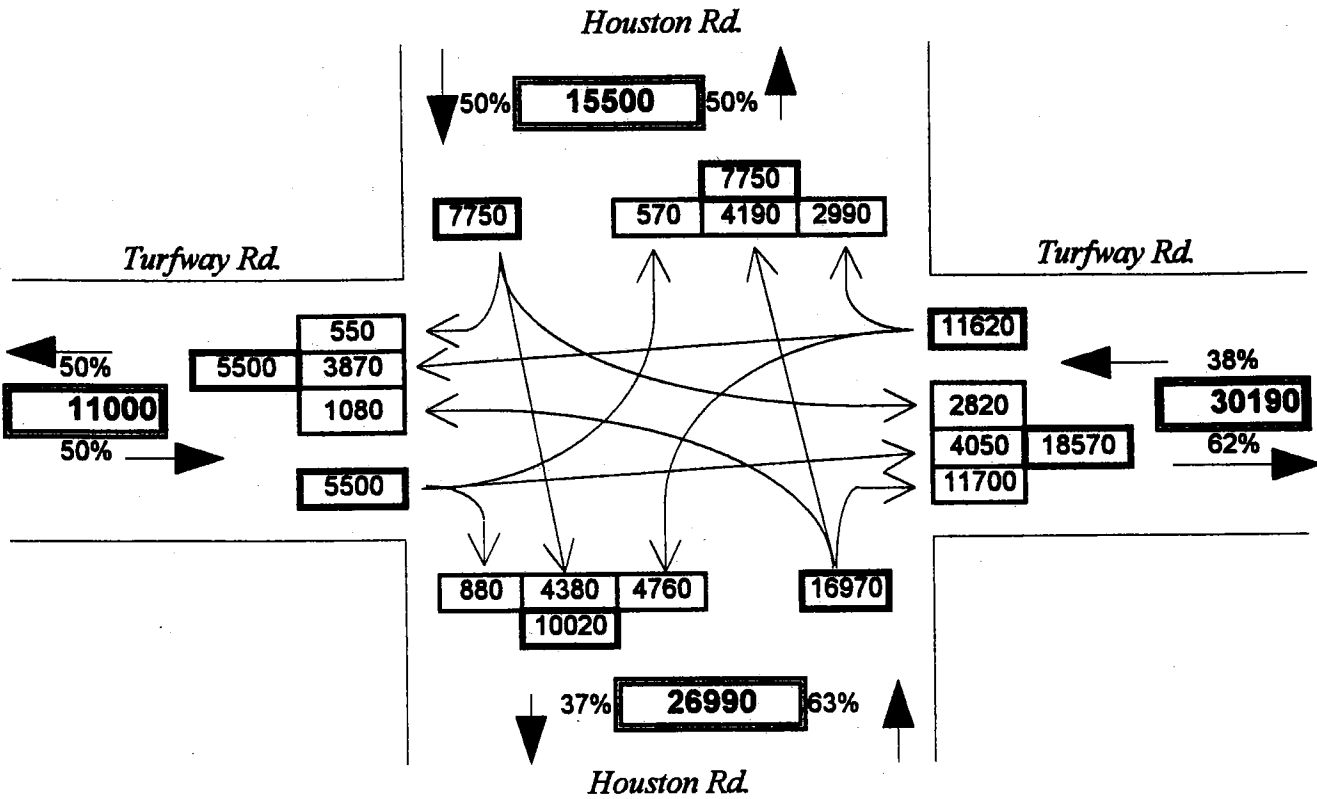 Houston Rd.
50% 15500 50%
7750
7750 570 4190 2990
Turfway Rd. Turfway Rd.
550 11620
50% 5500 3870 38%
11000 1080 2820 30190
50% 4050 18570 62%
5500 11700
880 4380 4760 16970
10020
37% 26990 63%
Houston Rd.